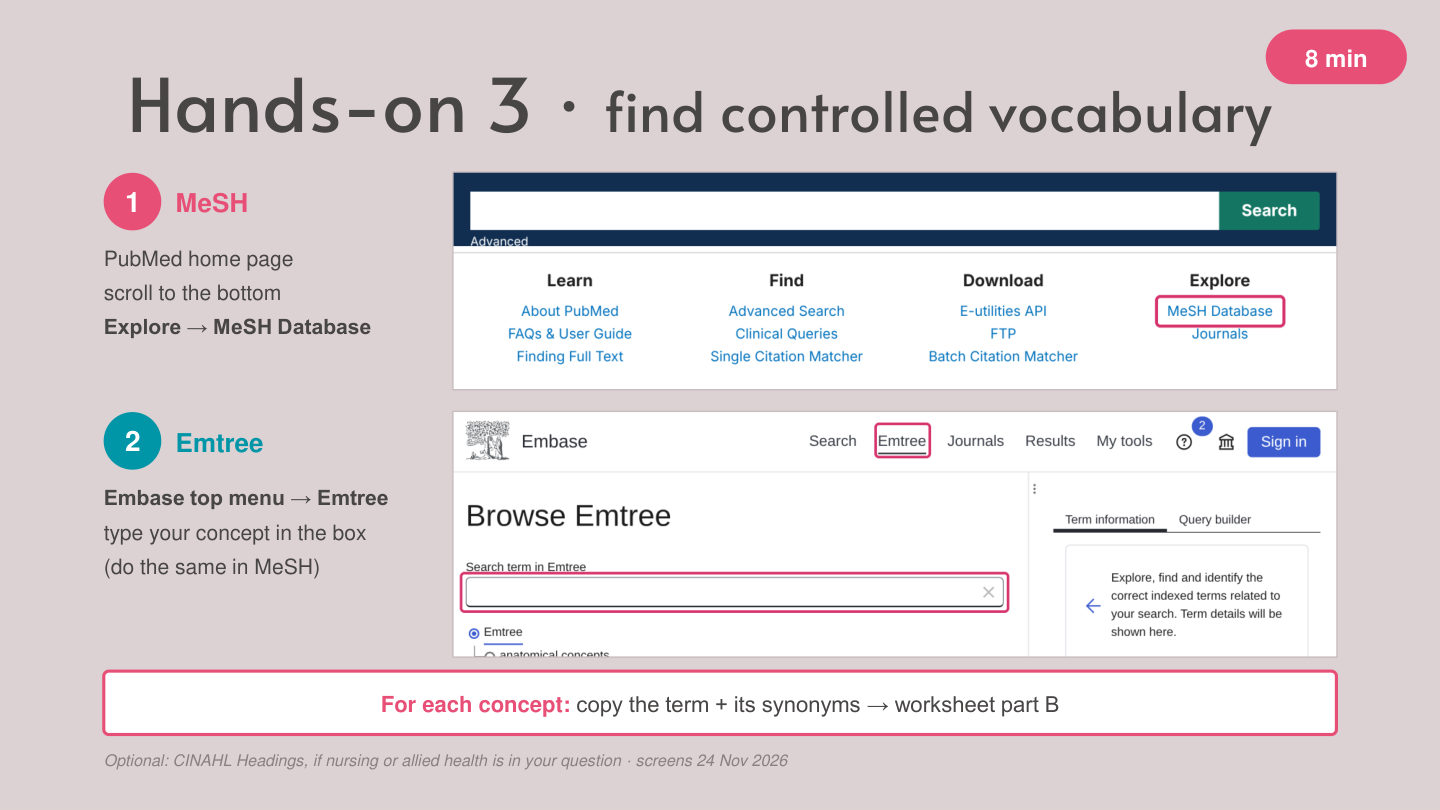 8 min
Hands-on 3 · find controlled vocabulary
1 MeSH
PubMed home page
scroll to the bottom
Explore → MeSH Database
Search
Advanced
Learn Find Download Explore
About PubMed Advanced Search E-utilities API MeSH Database
FAQs & User Guide Clinical Queries FTP Journals
Finding Full Text Single Citation Matcher Batch Citation Matcher
2 Emtree
Embase top menu → Emtree
type your concept in the box
(do the same in MeSH)
Embase Search Emtree Journals Results My tools ? 2 Sign in
Browse Emtree
Search term in Emtree
Emtree
anatomical concepts
Term information Query builder
Explore, find and identify the
correct indexed terms related to
your search. Term details will be
shown here.
For each concept: copy the term + its synonyms → worksheet part B
Optional: CINAHL Headings, if nursing or allied health is in your question · screens 24 Nov 2026